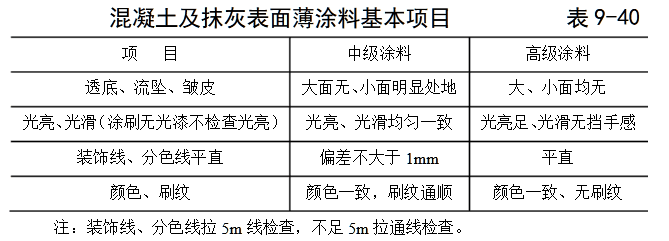 混凝土及抹灰表面薄涂料基本项目 表 9-40
项 目 中级涂料 高级涂料
透底、流坠、皱皮 大面无、小面明显处地 大、小面均无
光亮、光滑（涂刷无光漆不检查光亮） 光亮、光滑均匀一致 光亮足、光滑无挡手感
装饰线、分色线平直 偏差不大于 1mm 平直
颜色、刷纹 颜色一致，刷纹通顺 颜色一致、无刷纹
注：装饰线、分色线拉 5m 线检查，不足 5m 拉通线检查。